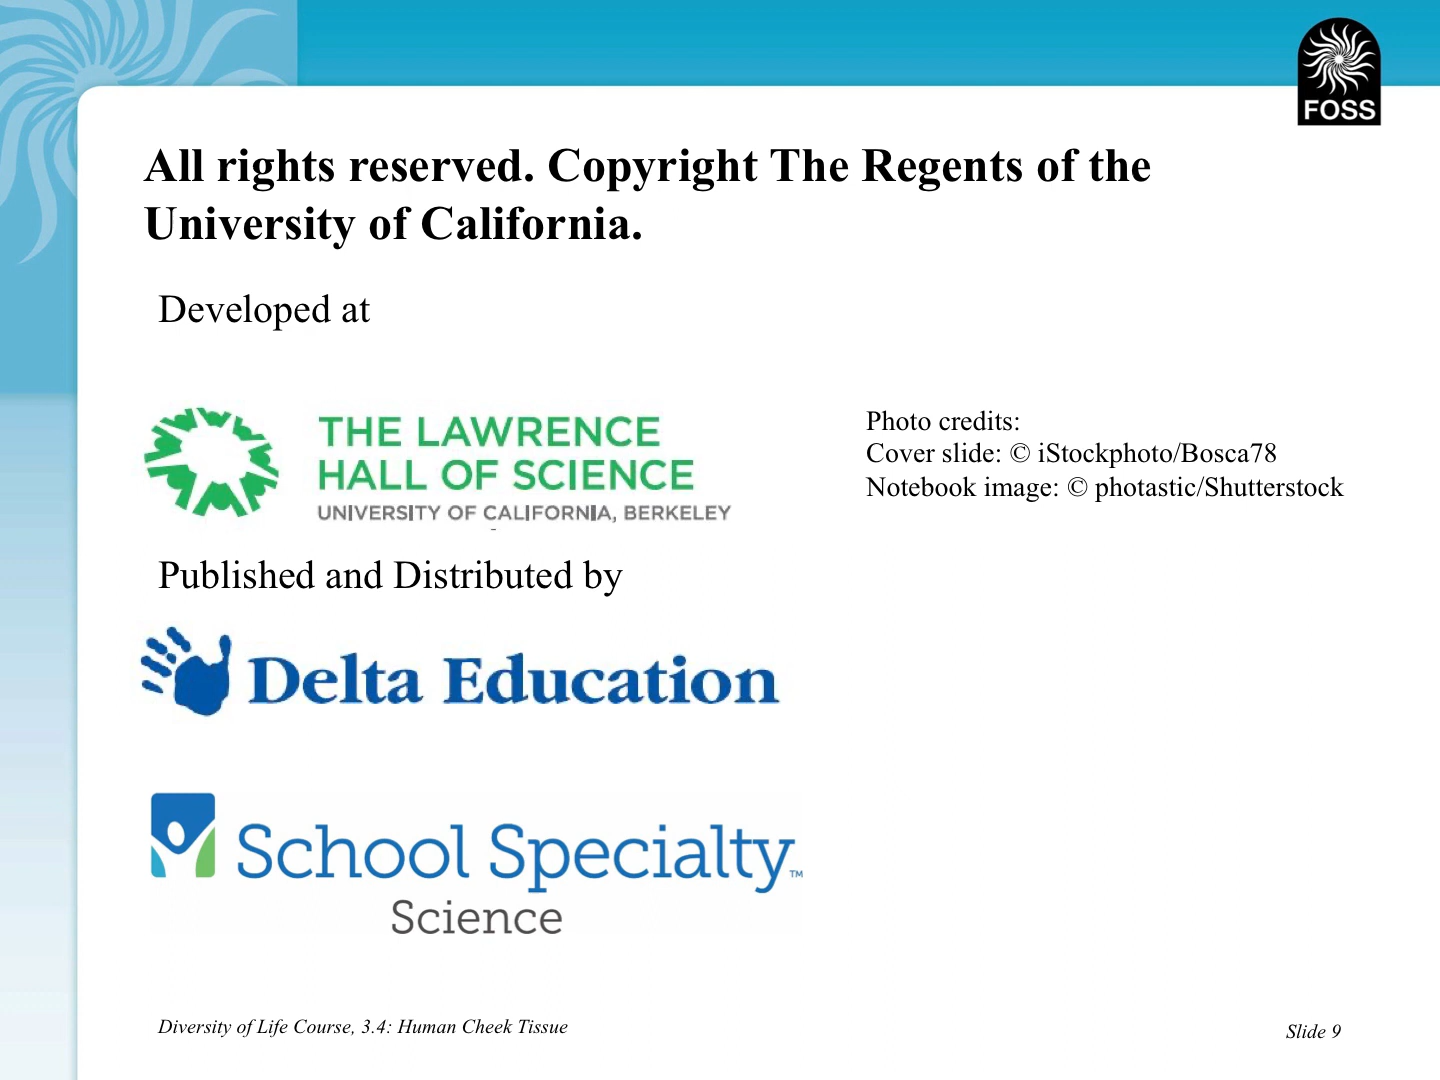 FOSS
All rights reserved. Copyright The Regents of the
University of California.
Developed at
THE LAWRENCE
HALL OF SCIENCE
UNIVERSITY OF CALIFORNIA, BERKELEY
Photo credits:
Cover slide: © iStockphoto/Bosca78
Notebook image: © photastic/Shutterstock
Published and Distributed by
Delta Education
School Specialty™
Science
Diversity of Life Course, 3.4: Human Cheek Tissue
Slide 9